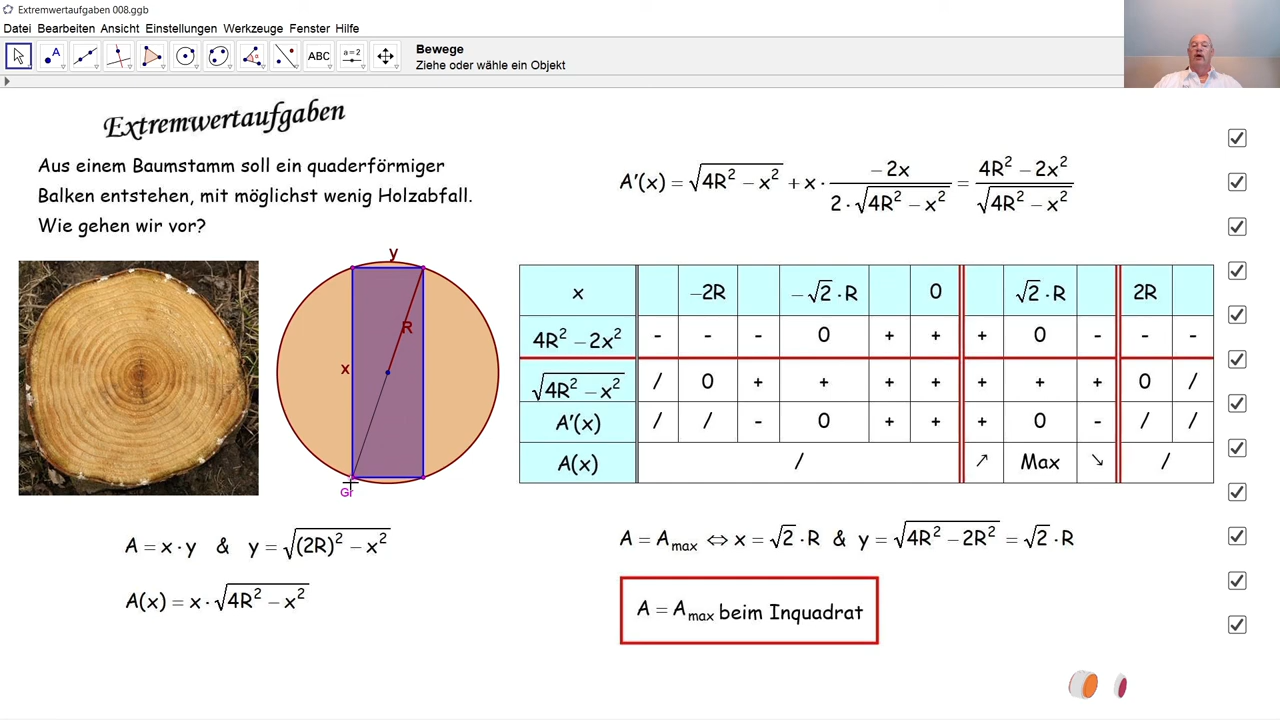 Extremwertaufgaben 008.ggb
Datei Bearbeiten Ansicht Einstellungen Werkzeuge Fenster Hilfe
A ABC a=2
Bewege
Ziehe oder wähle ein Objekt
Extremwertaufgaben
Aus einem Baumstamm soll ein quaderförmiger
Balken entstehen, mit möglichst wenig Holzabfall.
Wie gehen wir vor?
y
R
x
Gr
A = x · y & y = √((2R)² − x²)
A(x) = x · √(4R² − x²)
A′(x) = √(4R² − x²) + x · (−2x)/(2 · √(4R² − x²)) = (4R² − 2x²)/√(4R² − x²)
x −2R −√2 · R 0 √2 · R 2R
4R² − 2x² - - - 0 + + + 0 - - -
√(4R² − x²) / 0 + + + + + + + 0 /
A′(x) / / - 0 + + + 0 - / /
A(x) / ↗ Max ↘ /
A = Amax ⇔ x = √2 · R & y = √(4R² − 2R²) = √2 · R
A = Amax beim Inquadrat